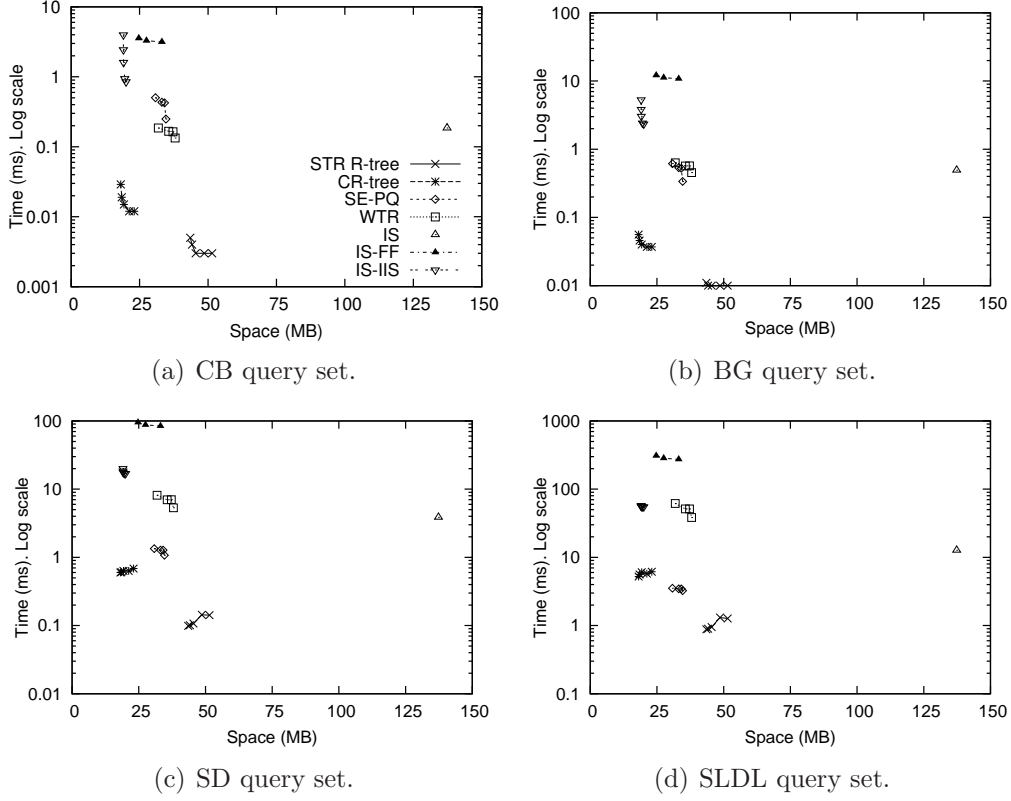 10
1
0.1
0.01
0.001
Time (ms). Log scale
0 25 50 75 100 125 150
Space (MB)
STR R-tree
CR-tree
SE-PQ
WTR
IS
IS-FF
IS-IIS
(a) CB query set.
100
10
1
0.1
0.01
Time (ms). Log scale
0 25 50 75 100 125 150
Space (MB)
(b) BG query set.
100
10
1
0.1
0.01
Time (ms). Log scale
0 25 50 75 100 125 150
Space (MB)
(c) SD query set.
1000
100
10
1
0.1
Time (ms). Log scale
0 25 50 75 100 125 150
Space (MB)
(d) SLDL query set.